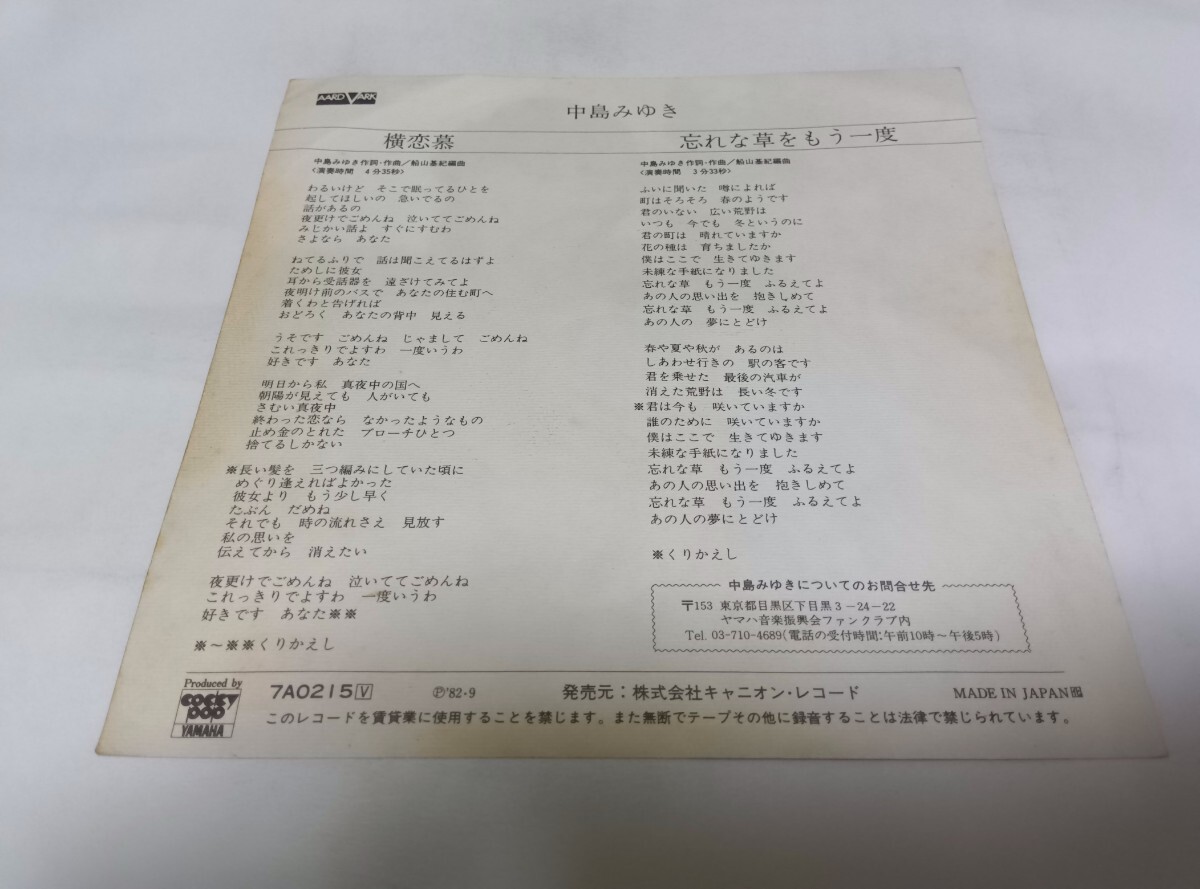 AARD VARK
中島みゆき
横恋慕
中島みゆき作詞・作曲／船山基紀編曲
〈演奏時間　4分35秒〉
わるいけど　そこで眠ってるひとを
起してほしいの　急いでるの
話があるの
夜更けでごめんね　泣いててごめんね
みじかい話よ　すぐにすむわ
さよなら　あなた
ねてるふりで　話は聞こえてるはずよ
ためしに彼女
耳から受話器を　遠ざけてみてよ
夜明け前のバスで　あなたの住む町へ
着くわと告げれば
おどろく　あなたの背中　見える
うそです　ごめんね　じゃまして　ごめんね
これっきりでよすわ　一度いうわ
好きです　あなた
明日から私　真夜中の国へ
朝陽が見えても　人がいても
さむい真夜中
終わった恋なら　なかったようなもの
止め金のとれた　ブローチひとつ
捨てるしかない
※長い髪を　三つ編みにしていた頃に
めぐり逢えればよかった
彼女より　もう少し早く
たぶん　だめね
それでも　時の流れさえ　見放す
私の思いを
伝えてから　消えたい
夜更けでごめんね　泣いててごめんね
これっきりでよすわ　一度いうわ
好きです　あなた※※
※〜※※くりかえし
忘れな草をもう一度
中島みゆき作詞・作曲／船山基紀編曲
〈演奏時間　3分33秒〉
ふいに聞いた　噂によれば
町はそろそろ　春のようです
君のいない　広い荒野は
いつも　今でも　冬というのに
君の町は　晴れていますか
花の種は　育ちましたか
僕はここで　生きてゆきます
未練な手紙になりました
忘れな草　もう一度　ふるえてよ
あの人の思い出を　抱きしめて
忘れな草　もう一度　ふるえてよ
あの人の　夢にとどけ
春や夏や秋が　あるのは
しあわせ行きの　駅の客です
君を乗せた　最後の汽車が
消えた荒野は　長い冬です
※君は今も　咲いていますか
誰のために　咲いていますか
僕はここで　生きてゆきます
未練な手紙になりました
忘れな草　もう一度　ふるえてよ
あの人の思い出を　抱きしめて
忘れな草　もう一度　ふるえてよ
あの人の夢にとどけ
※くりかえし
中島みゆきについてのお問合せ先
〒153 東京都目黒区下目黒3－24－22
ヤマハ音楽振興会ファンクラブ内
Tel. 03-710-4689(電話の受付時間:午前10時〜午後5時)
Produced by
cocky pop
YAMAHA
7A0215 V
Ⓟ'82・9
発売元：株式会社キャニオン・レコード
MADE IN JAPAN
このレコードを賃貸業に使用することを禁じます。また無断でテープその他に録音することは法律で禁じられています。